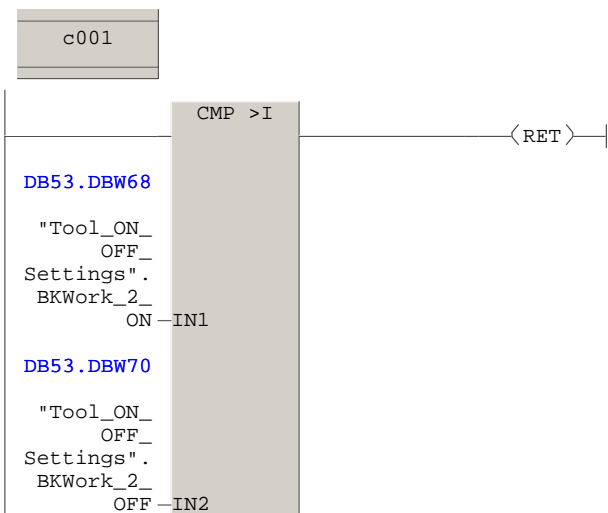 c001
CMP >I
RET
DB53.DBW68
"Tool_ON_
OFF_
Settings".
BKWork_2_
ON
IN1
DB53.DBW70
"Tool_ON_
OFF_
Settings".
BKWork_2_
OFF
IN2